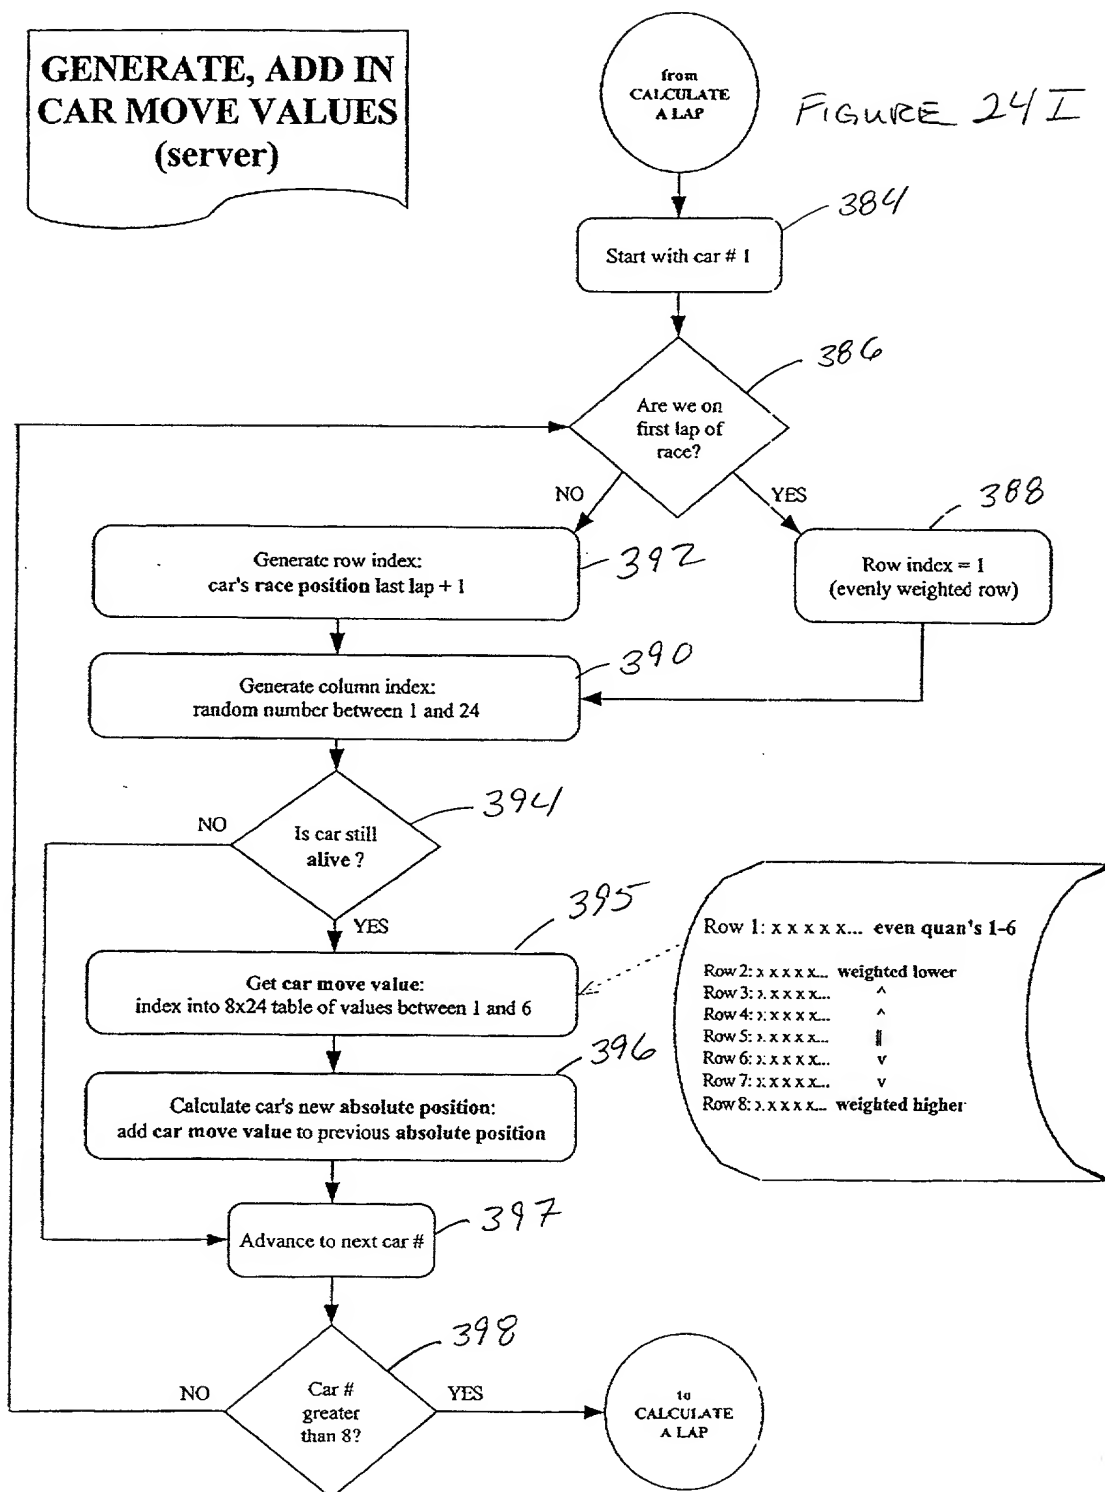 GENERATE, ADD IN
CAR MOVE VALUES
(server)
from
CALCULATE
A LAP
FIGURE 24I
384
Start with car # 1
386
Are we on
first lap of
race?
NO
YES
388
Generate row index:
car's race position last lap + 1
392
Row index = 1
(evenly weighted row)
390
Generate column index:
random number between 1 and 24
394
NO
Is car still
alive ?
YES
395
Get car move value:
index into 8x24 table of values between 1 and 6
Row 1: x x x x x... even quan's 1-6
Row 2: x x x x x... weighted lower
Row 3: x x x x x... ^
Row 4: x x x x x... ^
Row 5: x x x x x... ||
Row 6: x x x x x... v
Row 7: x x x x x... v
Row 8: x x x x x... weighted higher
396
Calculate car's new absolute position:
add car move value to previous absolute position
397
Advance to next car #
398
NO
Car #
greater
than 8?
YES
to
CALCULATE
A LAP